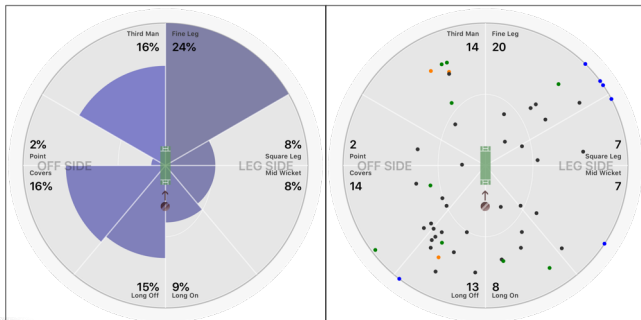 Third Man Fine Leg
16% 24%
2%
Point
OFF SIDE
Covers
16%
8%
Square Leg
LEG SIDE
Mid Wicket
8%
15% 9%
Long Off Long On
Third Man Fine Leg
14 20
2
Point
OFF SIDE
Covers
14
7
Square Leg
LEG SIDE
Mid Wicket
7
13 8
Long Off Long On